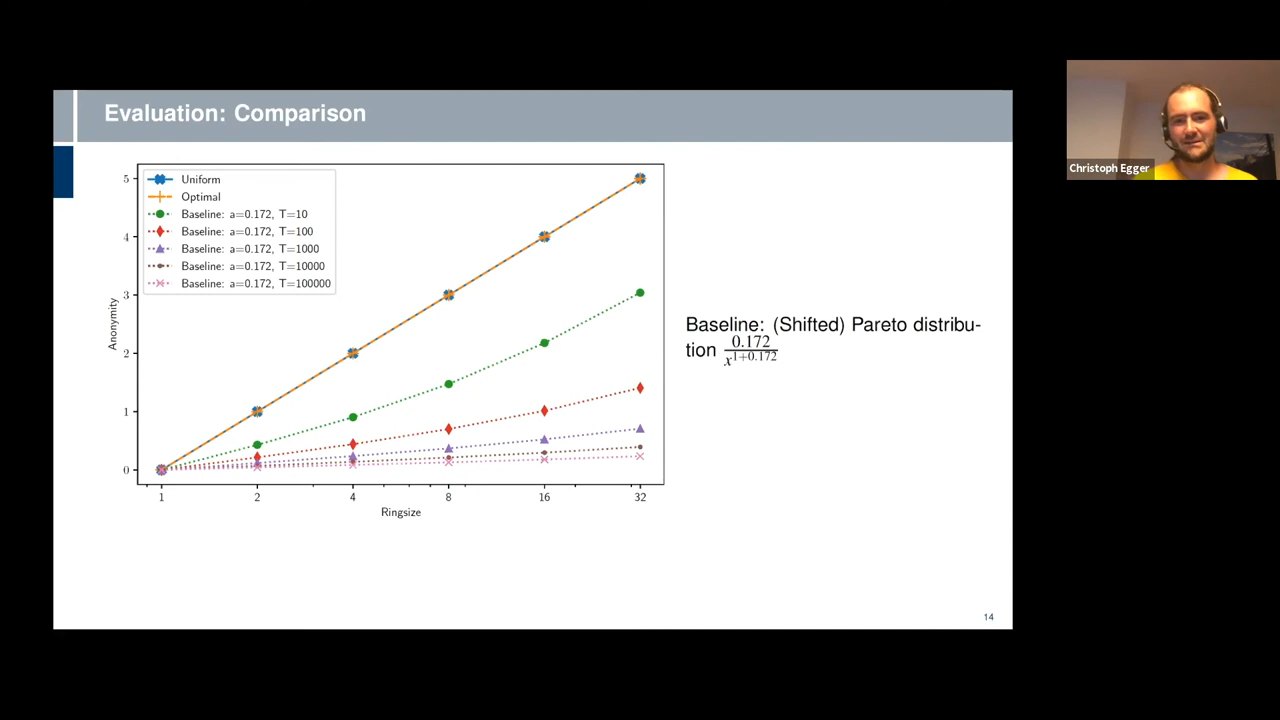 Evaluation: Comparison
Christoph Egger
5
4
3
2
1
0
Anonymity
Uniform
Optimal
Baseline: a=0.172, T=10
Baseline: a=0.172, T=100
Baseline: a=0.172, T=1000
Baseline: a=0.172, T=10000
Baseline: a=0.172, T=100000
1 2 4 8 16 32
Ringsize
Baseline: (Shifted) Pareto distribu-
tion 0.172/x^{1+0.172}
14